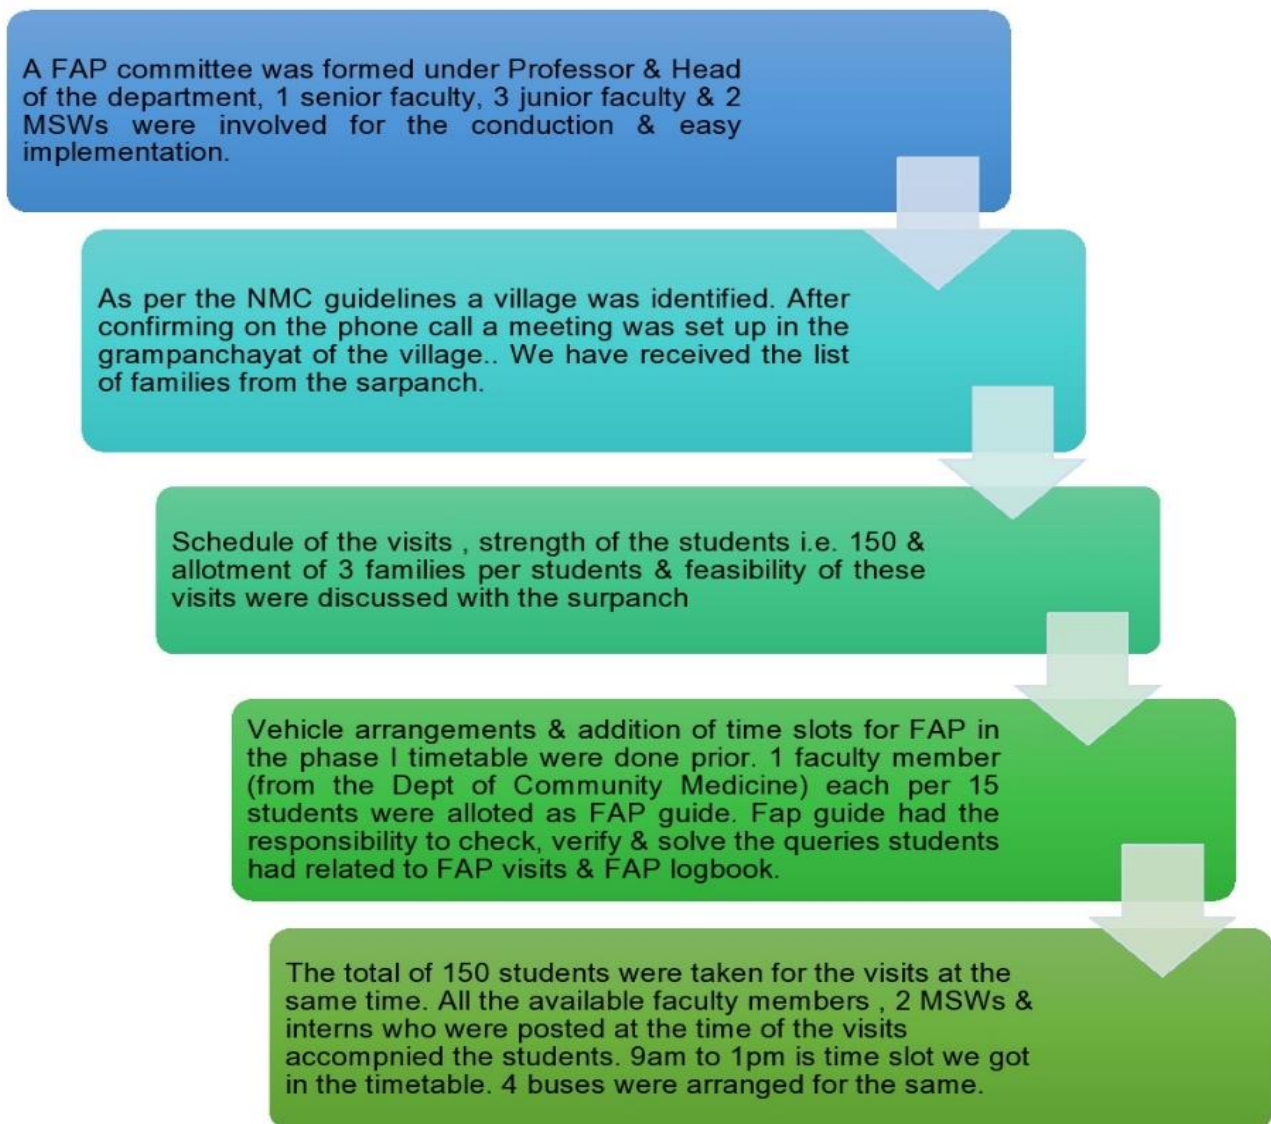 A FAP committee was formed under Professor & Head
of the department, 1 senior faculty, 3 junior faculty & 2
MSWs were involved for the conduction & easy
implementation.
As per the NMC guidelines a village was identified. After
confirming on the phone call a meeting was set up in the
grampanchayat of the village.. We have received the list
of families from the sarpanch.
Schedule of the visits , strength of the students i.e. 150 &
allotment of 3 families per students & feasibility of these
visits were discussed with the surpanch
Vehicle arrangements & addition of time slots for FAP in
the phase I timetable were done prior. 1 faculty member
(from the Dept of Community Medicine) each per 15
students were alloted as FAP guide. Fap guide had the
responsibility to check, verify & solve the queries students
had related to FAP visits & FAP logbook.
The total of 150 students were taken for the visits at the
same time. All the available faculty members , 2 MSWs &
interns who were posted at the time of the visits
accompnied the students. 9am to 1pm is time slot we got
in the timetable. 4 buses were arranged for the same.